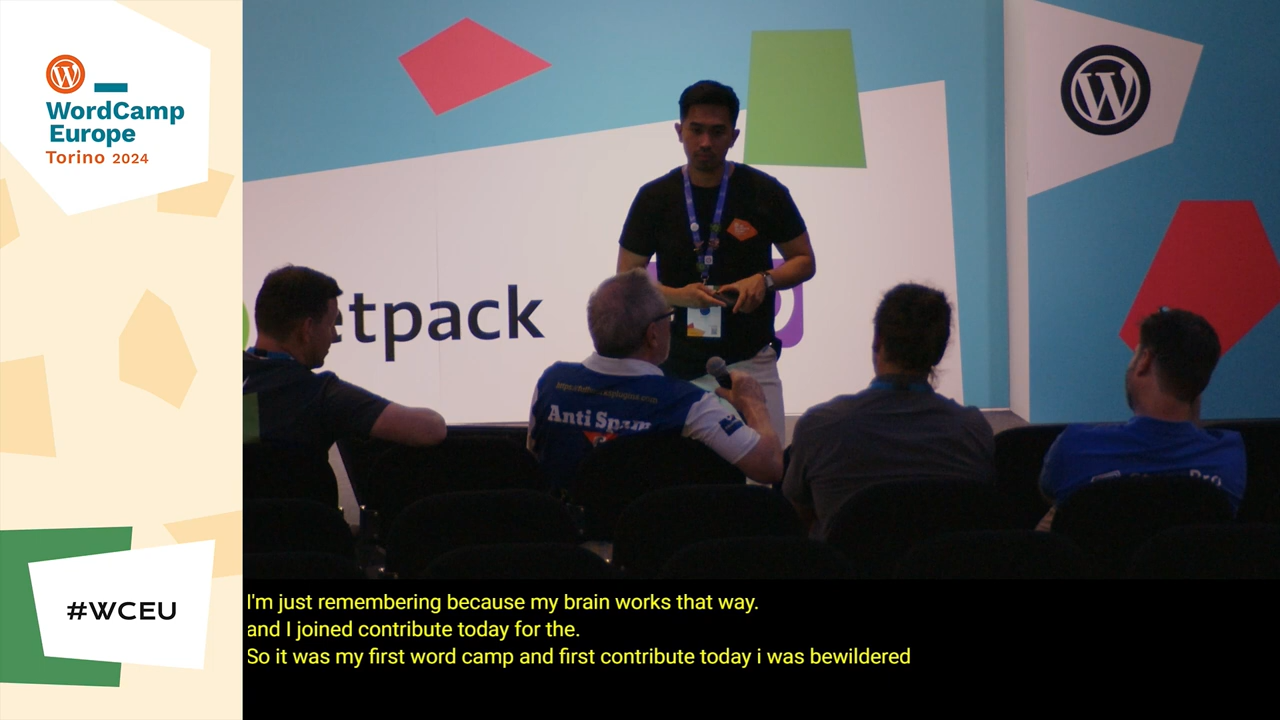 WordCamp
Europe
Torino 2024
#WCEU
etpack
Anti Spam
Pro
I'm just remembering because my brain works that way.
and I joined contribute today for the.
So it was my first word camp and first contribute today i was bewildered